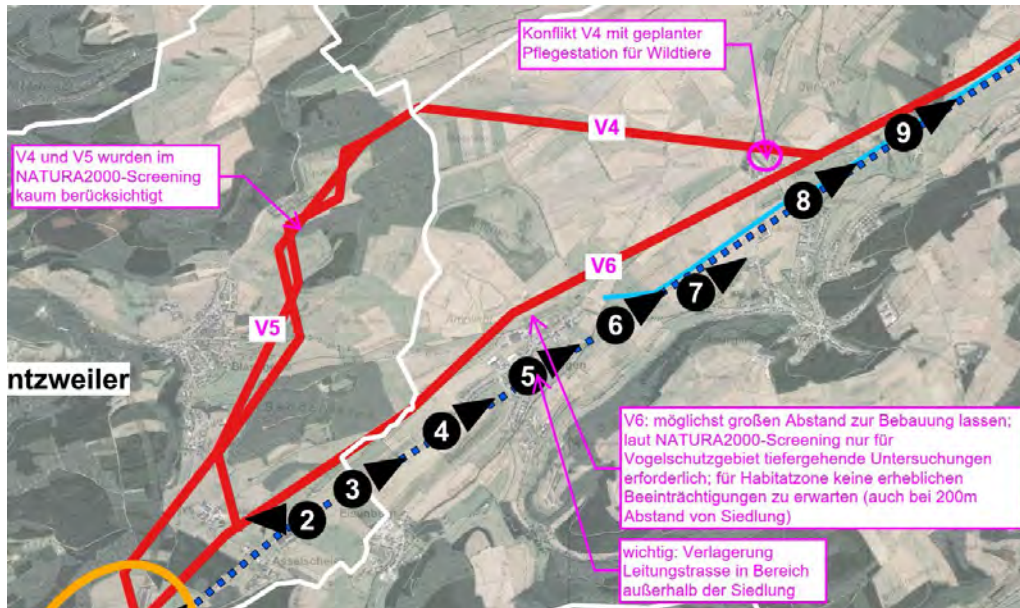 Konflikt V4 mit geplanter
Pflegestation für Wildtiere
V4
9
V4 und V5 wurden im
NATURA2000-Screening
kaum berücksichtigt
8
V6
7
V5
6
ntzweiler
5
4
V6: möglichst großen Abstand zur Bebauung lassen;
laut NATURA2000-Screening nur für
Vogelschutzgebiet tiefergehende Untersuchungen
erforderlich; für Habitatzone keine erheblichen
Beeinträchtigungen zu erwarten (auch bei 200m
Abstand von Siedlung)
3
2
wichtig: Verlagerung
Leitungstrasse in Bereich
außerhalb der Siedlung